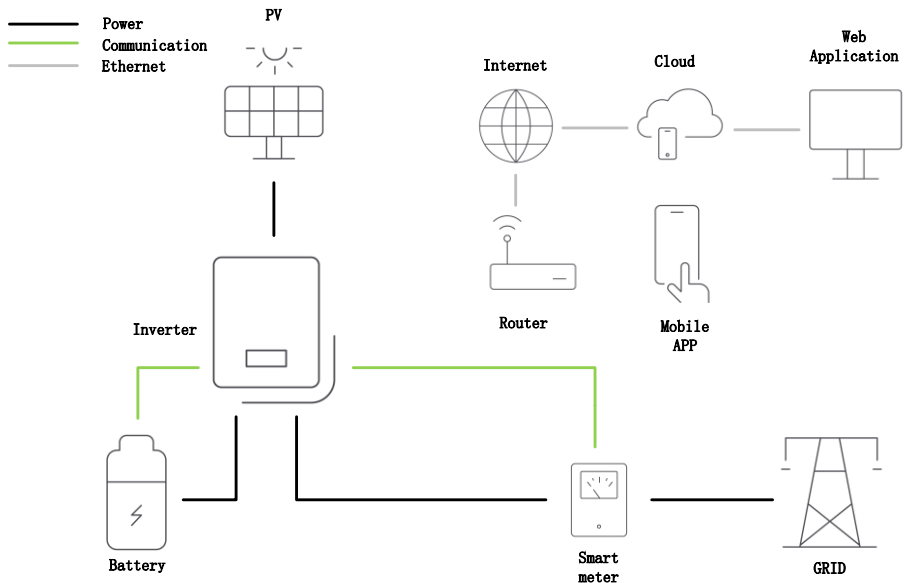 Power
Communication
Ethernet
PV
Internet
Cloud
Web
Application
Inverter
Router
Mobile
APP
Battery
Smart
meter
GRID